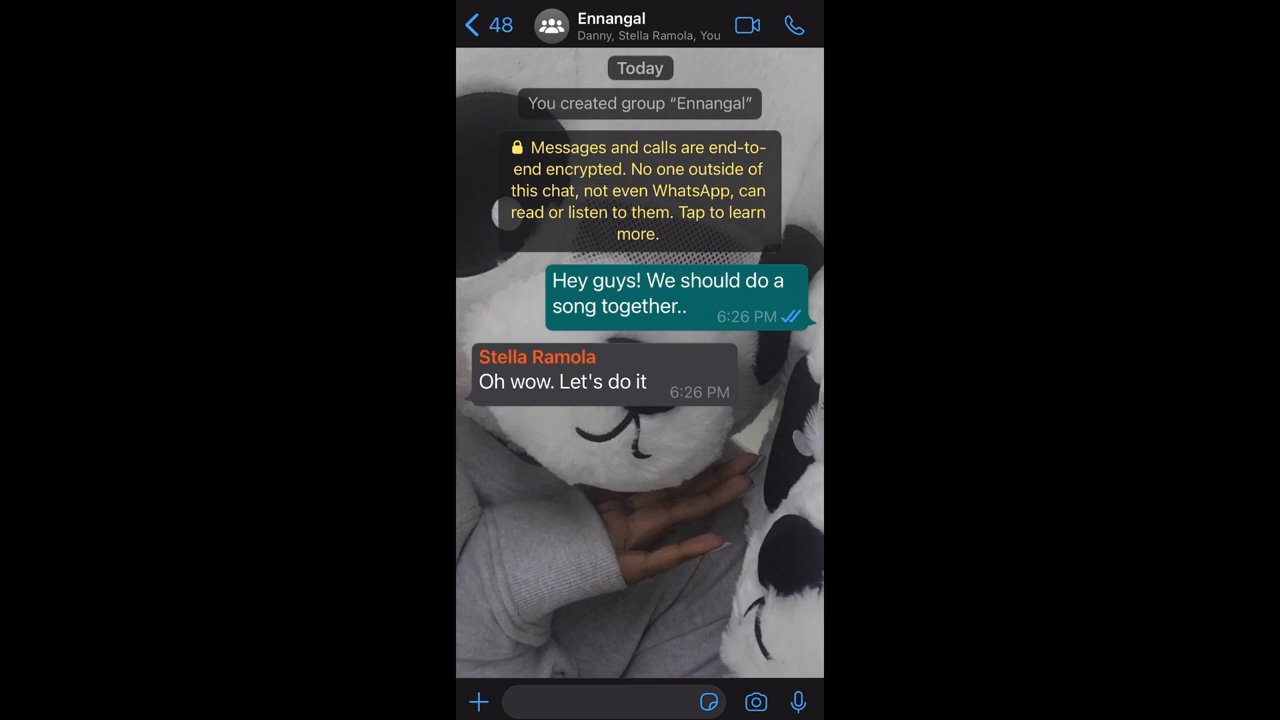 48
Ennangal
Danny, Stella Ramola, You
Today
You created group “Ennangal”
Messages and calls are end-to-
end encrypted. No one outside of
this chat, not even WhatsApp, can
read or listen to them. Tap to learn
more.
Hey guys! We should do a
song together..
6:26 PM
Stella Ramola
Oh wow. Let's do it
6:26 PM